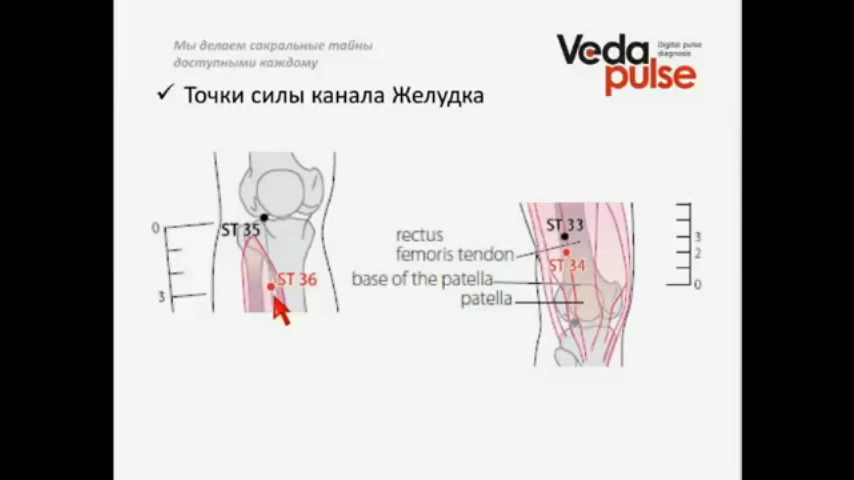 Мы делаем сакральные тайны
доступными каждому
Veda
pulse
Digital pulse
diagnosis
✓ Точки силы канала Желудка
0
ST 35
ST 36
3
rectus
femoris tendon
base of the patella
patella
ST 33
ST 34
3
2
0